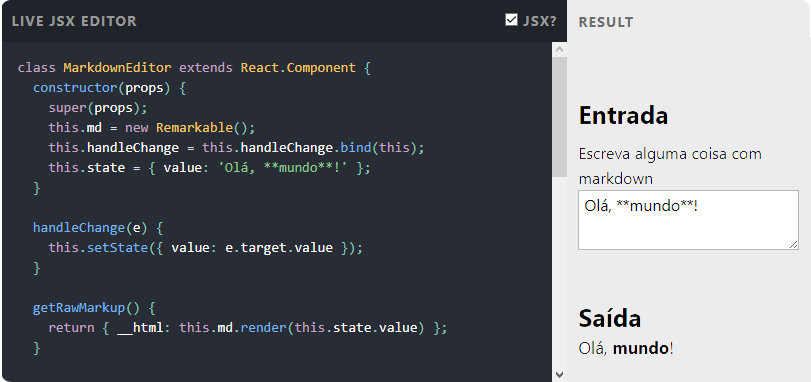 LIVE JSX EDITOR
JSX?
class MarkdownEditor extends React.Component {
  constructor(props) {
    super(props);
    this.md = new Remarkable();
    this.handleChange = this.handleChange.bind(this);
    this.state = { value: 'Olá, **mundo**!' };
  }

  handleChange(e) {
    this.setState({ value: e.target.value });
  }

  getRawMarkup() {
    return { __html: this.md.render(this.state.value) };
  }
RESULT
Entrada
Escreva alguma coisa com
markdown
Olá, **mundo**!
Saída
Olá, mundo!